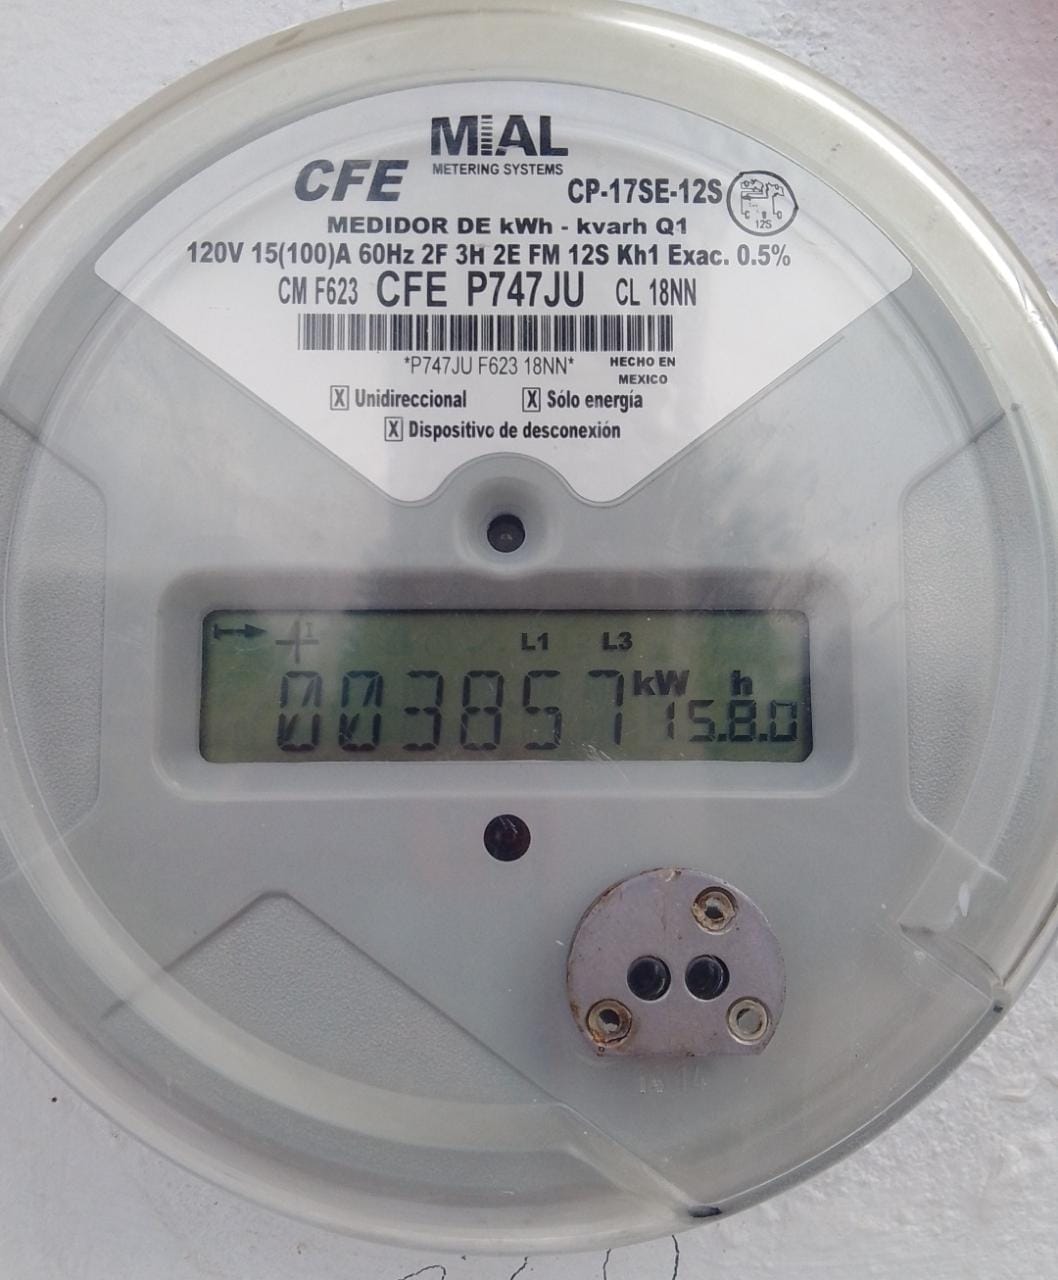 MIAL
METERING SYSTEMS
CFE
CP-17SE-12S
12S
MEDIDOR DE kWh - kvarh Q1
120V 15(100)A 60Hz 2F 3H 2E FM 12S Kh1 Exac. 0.5%
CM F623 CFE P747JU CL 18NN
*P747JU F623 18NN* HECHO EN MEXICO
X Unidireccional X Sólo energía
X Dispositivo de desconexión
L1 L3
003857 kW h 15.8.0